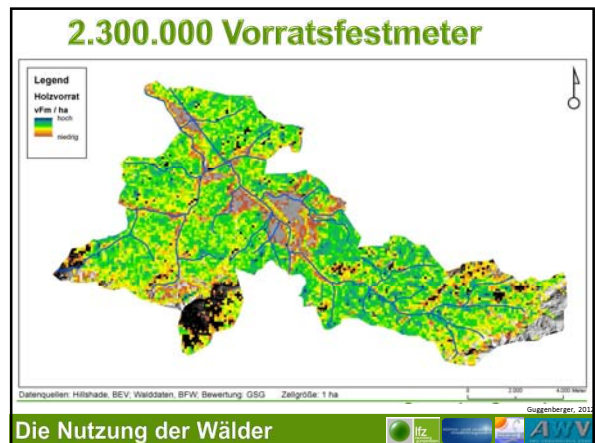 2.300.000 Vorratsfestmeter
Legend
Holzvorrat
vFm / ha
hoch
niedrig
Datenquellen: Hillshade, BEV; Walddaten, BFW; Bewertung: GSG Zellgröße: 1 ha
0 2.000 4.000 Meter
Guggenberger, 2012
Die Nutzung der Wälder
lfz
AWV